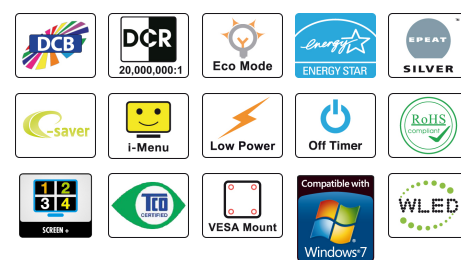 DCB
DCR
20,000,000:1
Eco Mode
energy
ENERGY STAR
EPEAT
SILVER
e-saver
i-Menu
Low Power
Off Timer
RoHS
compliant
1 2
3 4
SCREEN +
TCO
CERTIFIED
VESA Mount
Compatible with
Windows®7
WLED